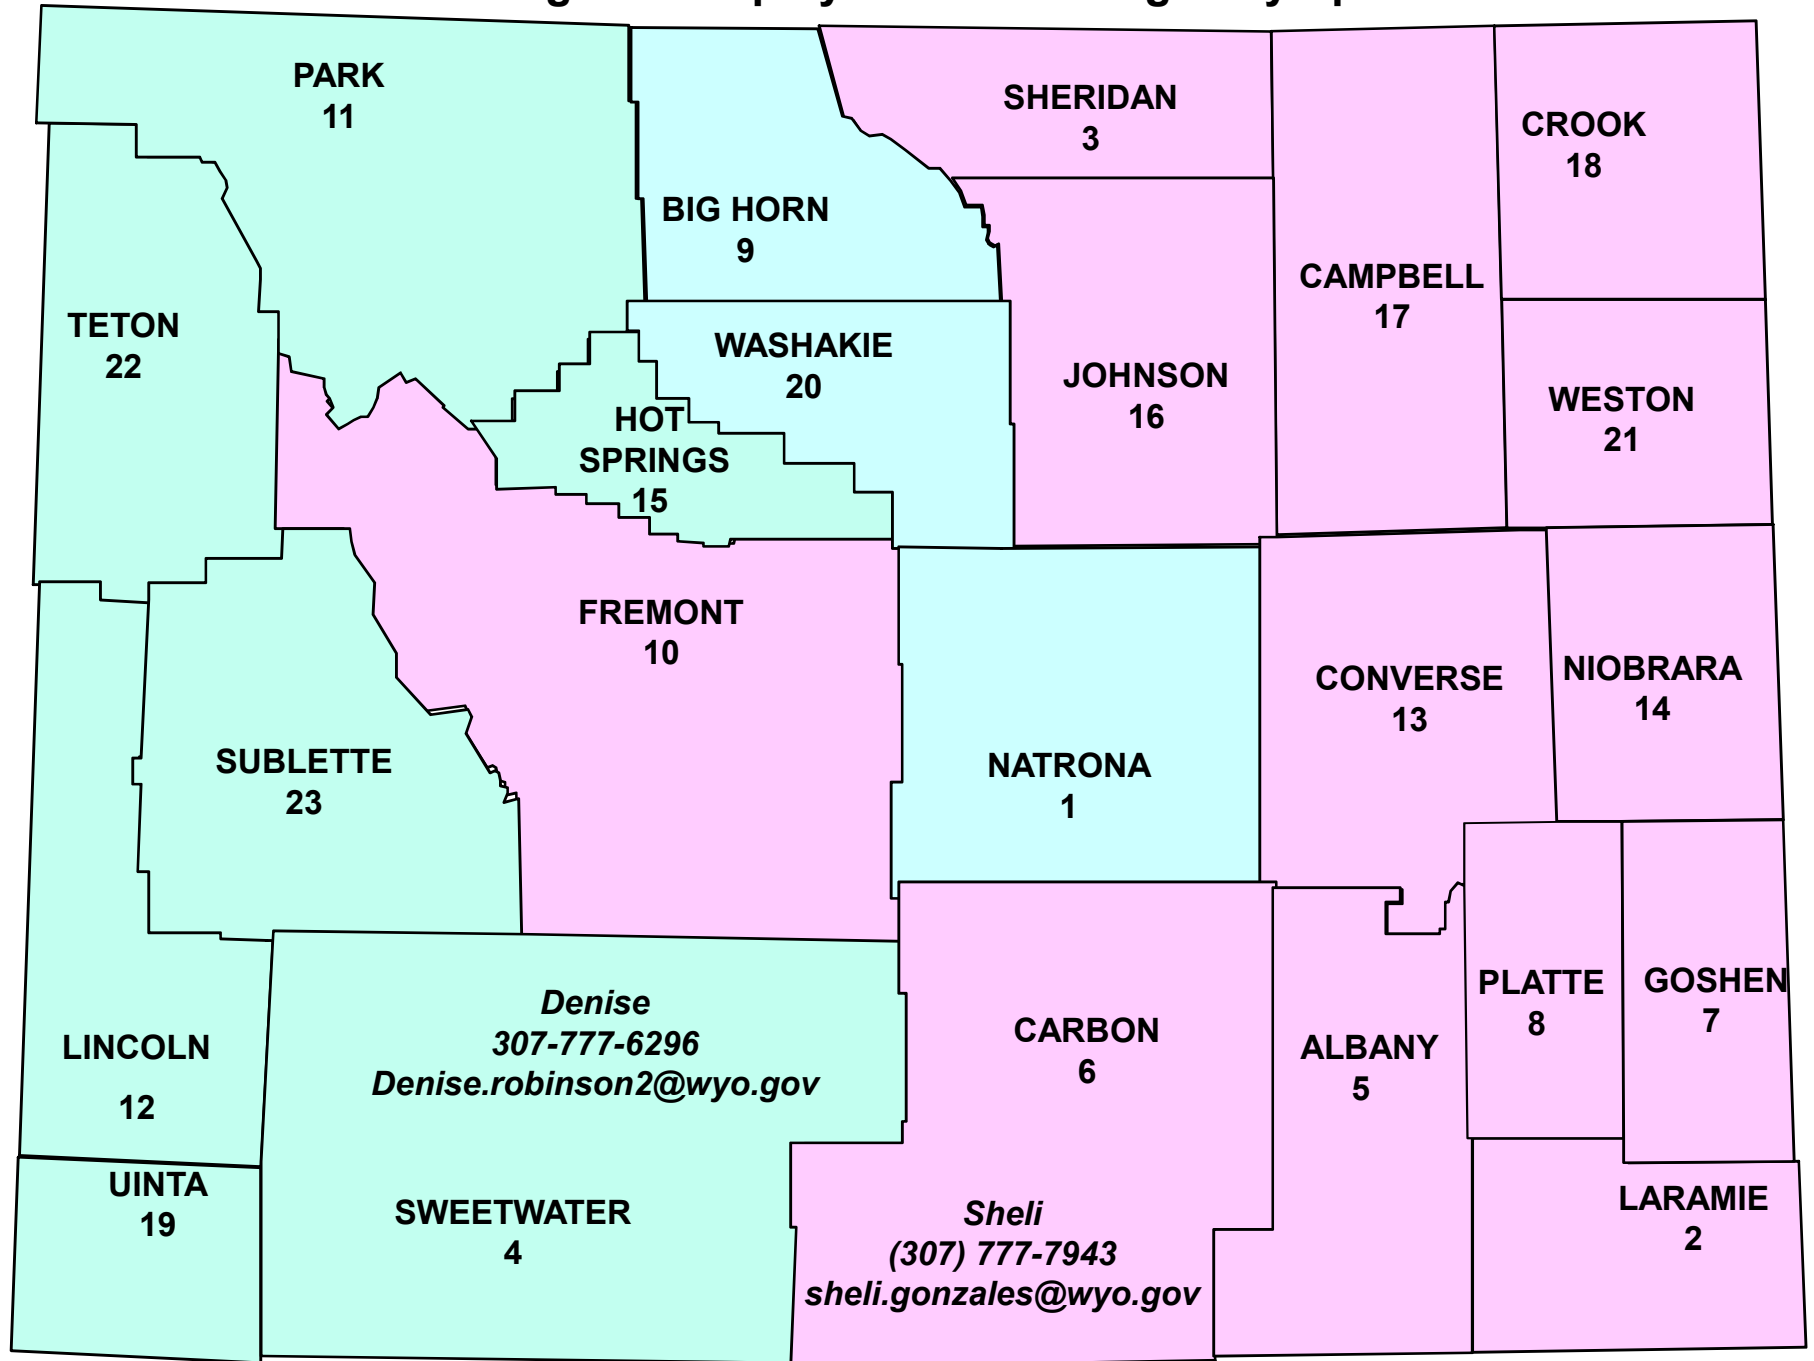 PARK
11
BIG HORN
9
SHERIDAN
3
CROOK
18
CAMPBELL
17
TETON
22
WASHAKIE
20
JOHNSON
16
WESTON
21
HOT
SPRINGS
15
FREMONT
10
CONVERSE
13
NIOBRARA
14
SUBLETTE
23
NATRONA
1
PLATTE
8
GOSHEN
7
Denise
307-777-6296
Denise.robinson2@wyo.gov
CARBON
6
ALBANY
5
LINCOLN
12
UINTA
19
SWEETWATER
4
Sheli
(307) 777-7943
sheli.gonzales@wyo.gov
LARAMIE
2